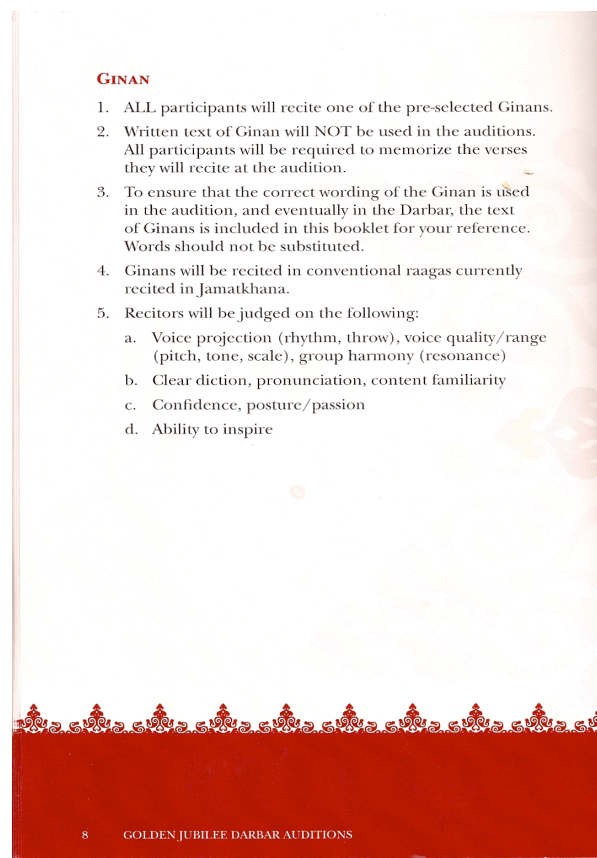 GINAN
1. ALL participants will recite one of the pre-selected Ginans.
2. Written text of Ginan will NOT be used in the auditions.
All participants will be required to memorize the verses
they will recite at the audition.
3. To ensure that the correct wording of the Ginan is used
in the audition, and eventually in the Darbar, the text
of Ginans is included in this booklet for your reference.
Words should not be substituted.
4. Ginans will be recited in conventional raagas currently
recited in Jamatkhana.
5. Recitors will be judged on the following:
a. Voice projection (rhythm, throw), voice quality/range
(pitch, tone, scale), group harmony (resonance)
b. Clear diction, pronunciation, content familiarity
c. Confidence, posture/passion
d. Ability to inspire
8 GOLDEN JUBILEE DARBAR AUDITIONS